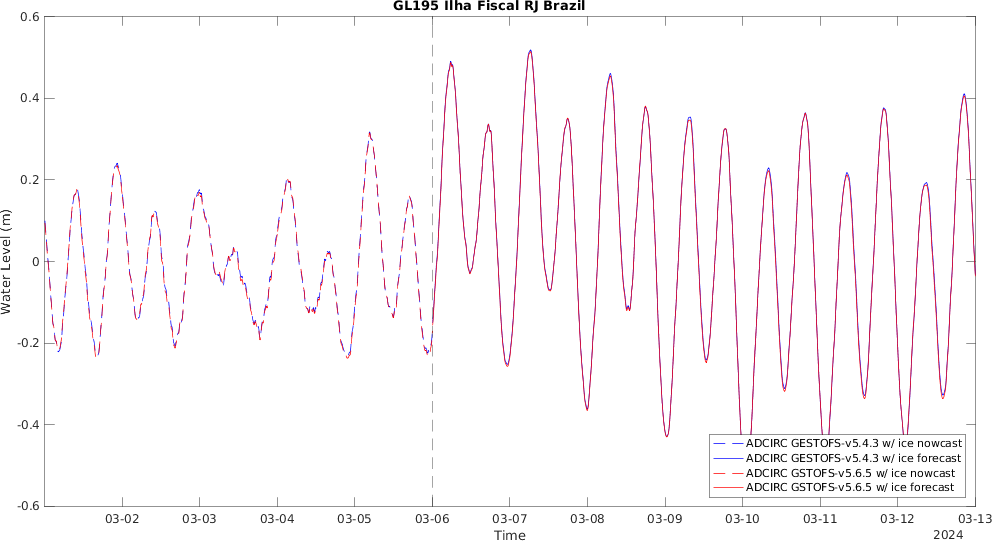 GL195 Ilha Fiscal RJ Brazil
0.6
0.4
0.2
0
-0.2
-0.4
-0.6
Water Level (m)
ADCIRC GESTOFS-v5.4.3 w/ ice nowcast
ADCIRC GESTOFS-v5.4.3 w/ ice forecast
ADCIRC GSTOFS-v5.6.5 w/ ice nowcast
ADCIRC GSTOFS-v5.6.5 w/ ice forecast
03-02 03-03 03-04 03-05 03-06 03-07 03-08 03-09 03-10 03-11 03-12 03-13
Time
2024